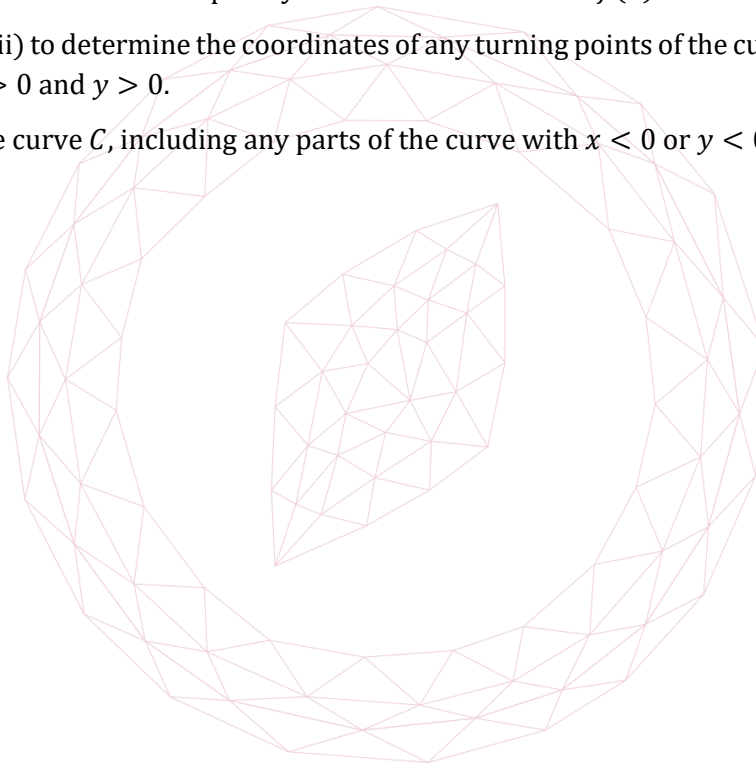 ii) to determine the coordinates of any turning points of the cu
> 0 and y > 0.
e curve C, including any parts of the curve with x < 0 or y < 0